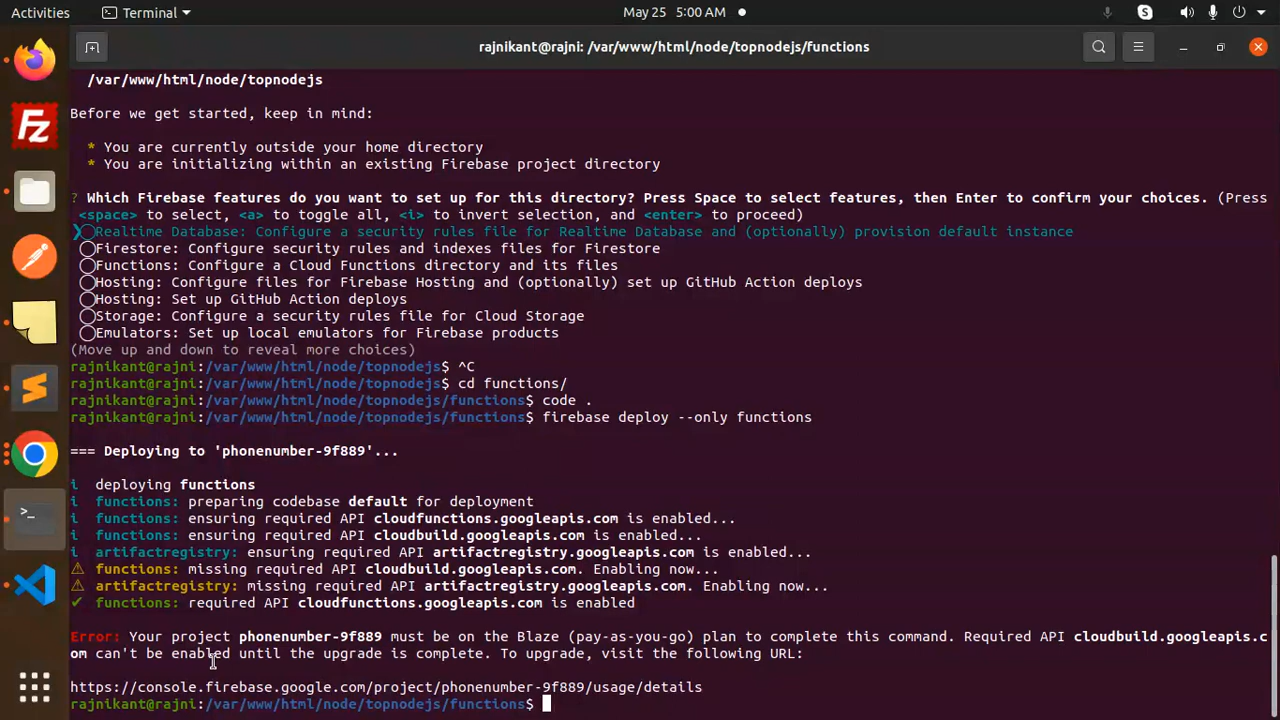 Activities
Terminal
May 25 5:00 AM
rajnikant@rajni: /var/www/html/node/topnodejs/functions
/var/www/html/node/topnodejs
Before we get started, keep in mind:
* You are currently outside your home directory
* You are initializing within an existing Firebase project directory
? Which Firebase features do you want to set up for this directory? Press Space to select features, then Enter to confirm your choices. (Press
<space> to select, <a> to toggle all, <i> to invert selection, and <enter> to proceed)
❯◯Realtime Database: Configure a security rules file for Realtime Database and (optionally) provision default instance
◯Firestore: Configure security rules and indexes files for Firestore
◯Functions: Configure a Cloud Functions directory and its files
◯Hosting: Configure files for Firebase Hosting and (optionally) set up GitHub Action deploys
◯Hosting: Set up GitHub Action deploys
◯Storage: Configure a security rules file for Cloud Storage
◯Emulators: Set up local emulators for Firebase products
(Move up and down to reveal more choices)
rajnikant@rajni:/var/www/html/node/topnodejs$ ^C
rajnikant@rajni:/var/www/html/node/topnodejs$ cd functions/
rajnikant@rajni:/var/www/html/node/topnodejs/functions$ code .
rajnikant@rajni:/var/www/html/node/topnodejs/functions$ firebase deploy --only functions
=== Deploying to 'phonenumber-9f889'...
i deploying functions
i functions: preparing codebase default for deployment
i functions: ensuring required API cloudfunctions.googleapis.com is enabled...
i functions: ensuring required API cloudbuild.googleapis.com is enabled...
i artifactregistry: ensuring required API artifactregistry.googleapis.com is enabled...
⚠ functions: missing required API cloudbuild.googleapis.com. Enabling now...
⚠ artifactregistry: missing required API artifactregistry.googleapis.com. Enabling now...
✔ functions: required API cloudfunctions.googleapis.com is enabled
Error: Your project phonenumber-9f889 must be on the Blaze (pay-as-you-go) plan to complete this command. Required API cloudbuild.googleapis.c
om can't be enabled until the upgrade is complete. To upgrade, visit the following URL:
https://console.firebase.google.com/project/phonenumber-9f889/usage/details
rajnikant@rajni:/var/www/html/node/topnodejs/functions$